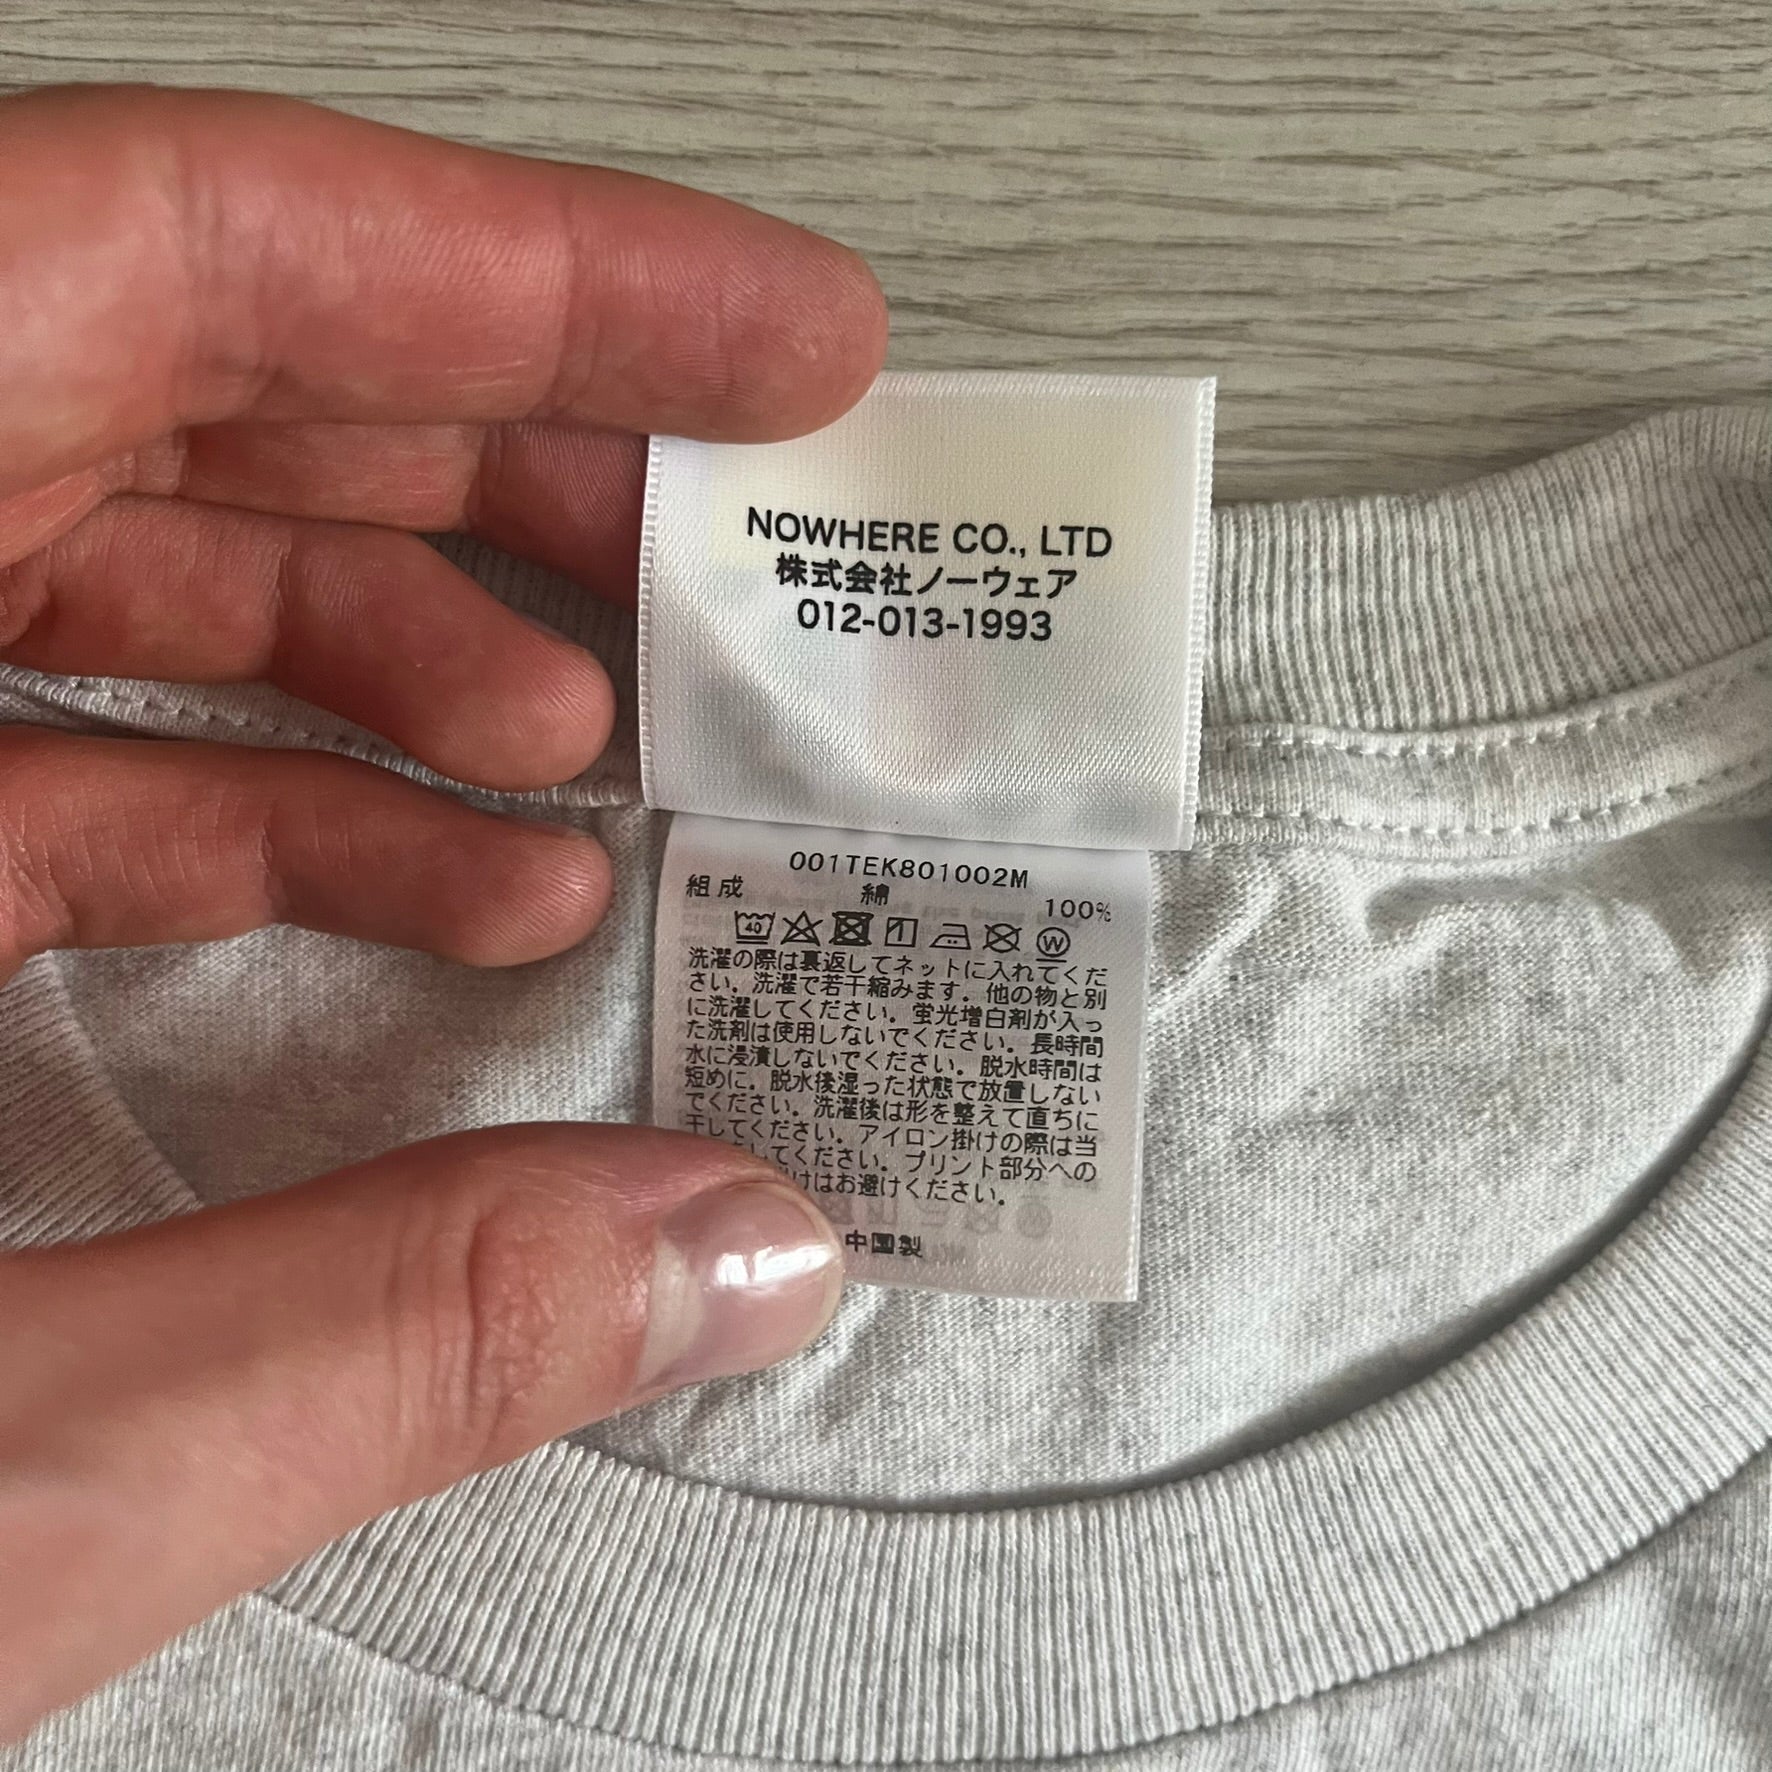 NOWHERE CO., LTD
株式会社ノーウェア
012-013-1993
001TEK801002M
組成 綿 100%
40 W
洗濯の際は裏返してネットに入れてくだ
さい。洗濯で若干縮みます。他の物と別
に洗濯してください。蛍光増白剤が入っ
た洗剤は使用しないでください。長時間
水に浸漬しないでください。脱水時間は
短めに。脱水後湿った状態で放置しない
でください。洗濯後は形を整えて直ちに
干してください。アイロン掛けの際は当
してください。プリント部分への
けはお避けください。
中国製